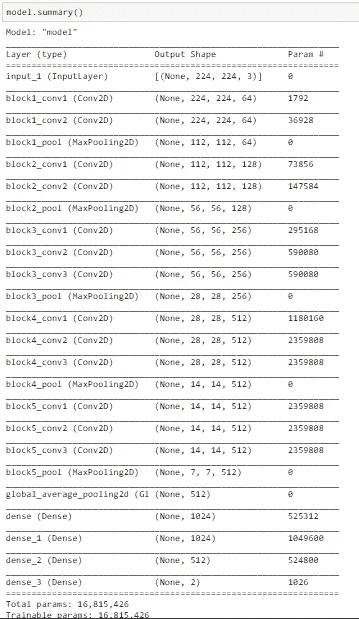 model.summary()
Model: "model"
Layer (type) Output Shape Param #
input_1 (InputLayer) [(None, 224, 224, 3)] 0
block1_conv1 (Conv2D) (None, 224, 224, 64) 1792
block1_conv2 (Conv2D) (None, 224, 224, 64) 36928
block1_pool (MaxPooling2D) (None, 112, 112, 64) 0
block2_conv1 (Conv2D) (None, 112, 112, 128) 73856
block2_conv2 (Conv2D) (None, 112, 112, 128) 147584
block2_pool (MaxPooling2D) (None, 56, 56, 128) 0
block3_conv1 (Conv2D) (None, 56, 56, 256) 295168
block3_conv2 (Conv2D) (None, 56, 56, 256) 590080
block3_conv3 (Conv2D) (None, 56, 56, 256) 590080
block3_pool (MaxPooling2D) (None, 28, 28, 256) 0
block4_conv1 (Conv2D) (None, 28, 28, 512) 1180160
block4_conv2 (Conv2D) (None, 28, 28, 512) 2359808
block4_conv3 (Conv2D) (None, 28, 28, 512) 2359808
block4_pool (MaxPooling2D) (None, 14, 14, 512) 0
block5_conv1 (Conv2D) (None, 14, 14, 512) 2359808
block5_conv2 (Conv2D) (None, 14, 14, 512) 2359808
block5_conv3 (Conv2D) (None, 14, 14, 512) 2359808
block5_pool (MaxPooling2D) (None, 7, 7, 512) 0
global_average_pooling2d (Gl (None, 512) 0
dense (Dense) (None, 1024) 525312
dense_1 (Dense) (None, 1024) 1049600
dense_2 (Dense) (None, 512) 524800
dense_3 (Dense) (None, 2) 1026
Total params: 16,815,426
Trainable params: 16,815,426